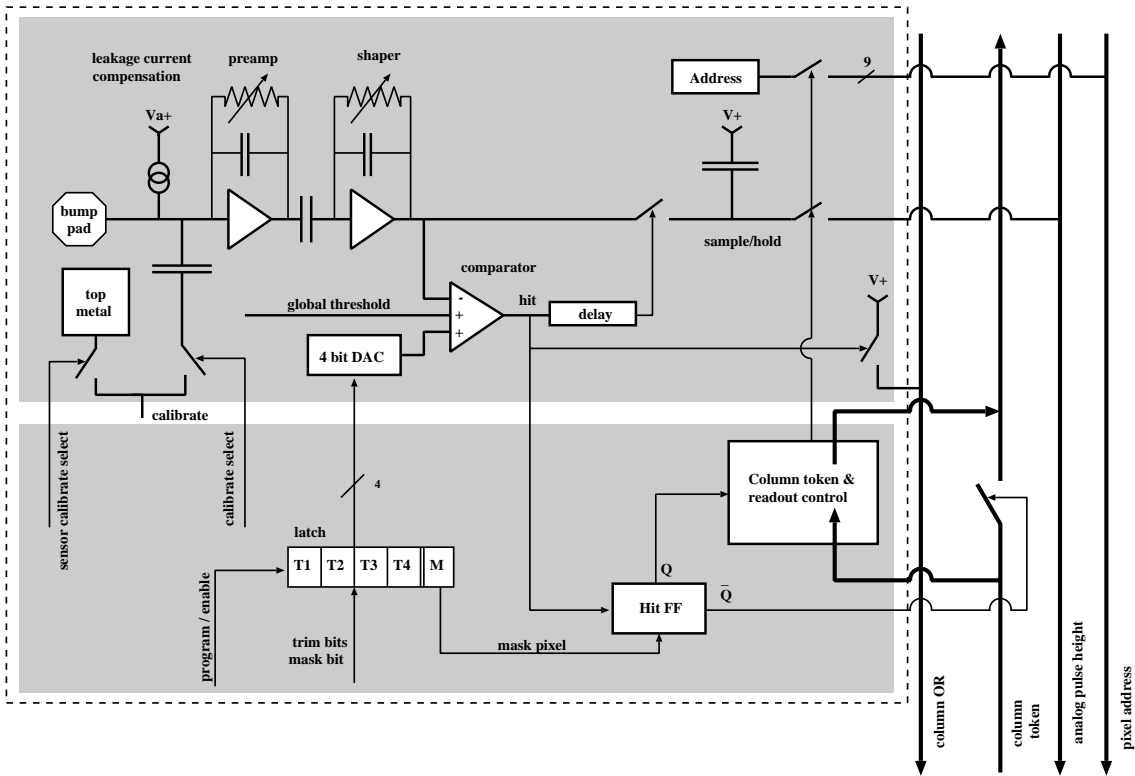 leakage current
compensation
preamp
shaper
Address
9
Va+
V+
bump
pad
sample/hold
comparator
top
metal
global threshold
-
+
+
hit
delay
V+
4 bit DAC
calibrate
sensor calibrate select
calibrate select
4
Column token &
readout control
latch
T1 T2 T3 T4 M
Q
Q̅
Hit FF
program / enable
trim bits
mask bit
mask pixel
column OR
column
token
analog pulse height
pixel address